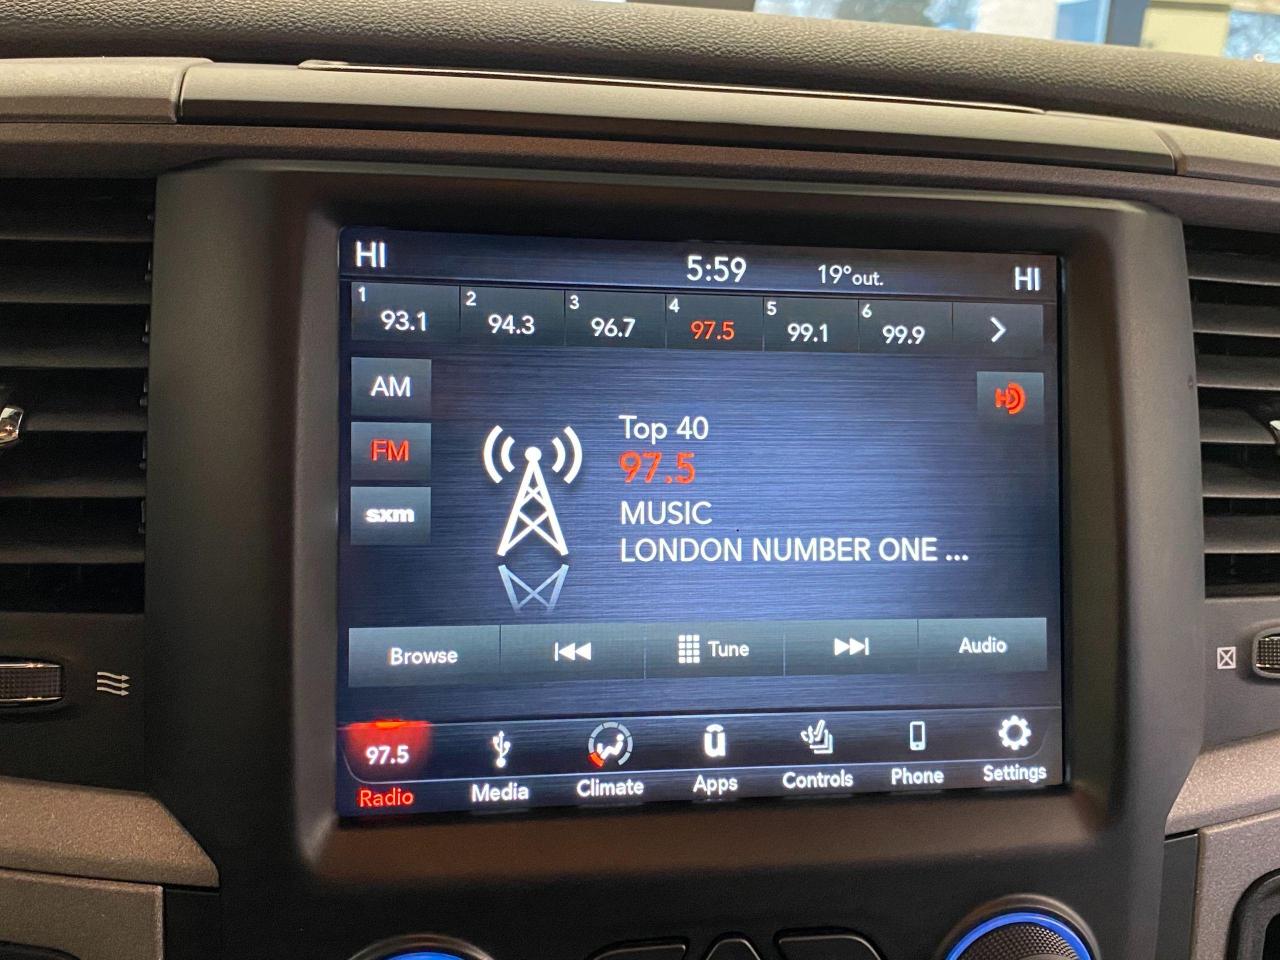 HI 5:59 19°out. HI
1 2 3 4 5 6
93.1 94.3 96.7 97.5 99.1 99.9
AM
HD
FM
sxm
Top 40
97.5
MUSIC
LONDON NUMBER ONE ...
Browse Tune Audio
97.5
Radio Media Climate Apps Controls Phone Settings